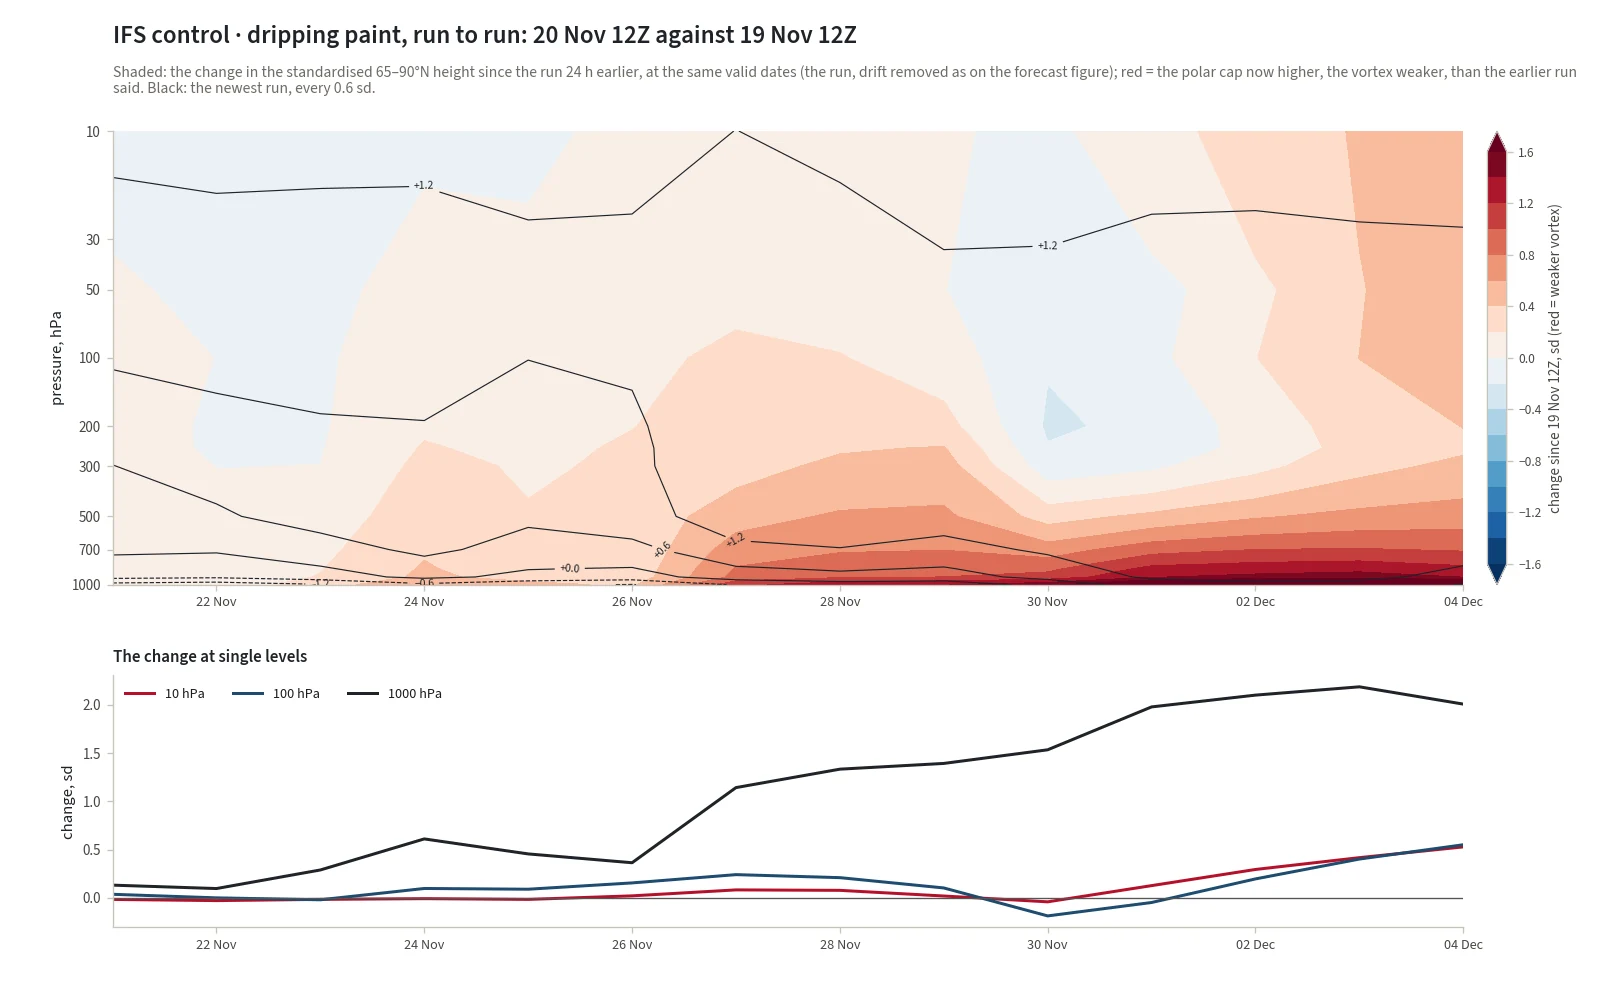 IFS control · dripping paint, run to run: 20 Nov 12Z against 19 Nov 12Z
Shaded: the change in the standardised 65–90°N height since the run 24 h earlier, at the same valid dates (the run, drift removed as on the forecast figure); red = the polar cap now higher, the vortex weaker, than the earlier run
said. Black: the newest run, every 0.6 sd.
pressure, hPa
10
30
50
100
200
300
500
700
1000
+1.2
+1.2
+1.2
+0.6
+0.0
22 Nov
24 Nov
26 Nov
28 Nov
30 Nov
02 Dec
04 Dec
1.6
1.2
0.8
0.4
0.0
−0.4
−0.8
−1.2
−1.6
change since 19 Nov 12Z, sd (red = weaker vortex)
The change at single levels
10 hPa
100 hPa
1000 hPa
change, sd
2.0
1.5
1.0
0.5
0.0
22 Nov
24 Nov
26 Nov
28 Nov
30 Nov
02 Dec
04 Dec